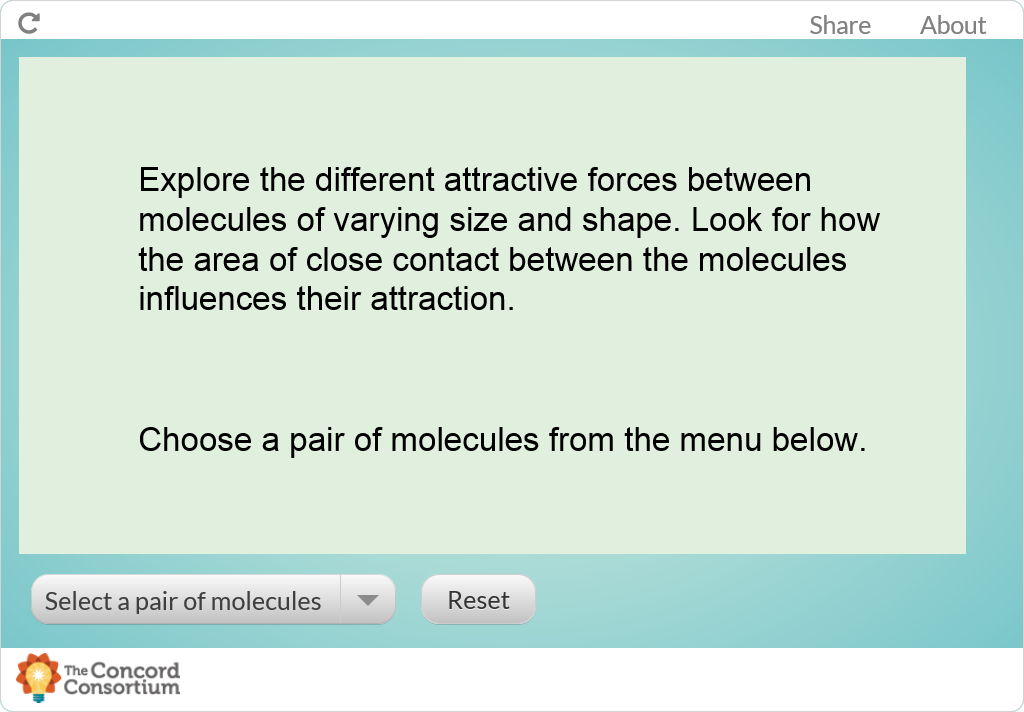 Share About
Explore the different attractive forces between
molecules of varying size and shape. Look for how
the area of close contact between the molecules
influences their attraction.
Choose a pair of molecules from the menu below.
Select a pair of molecules Reset
The Concord
Consortium